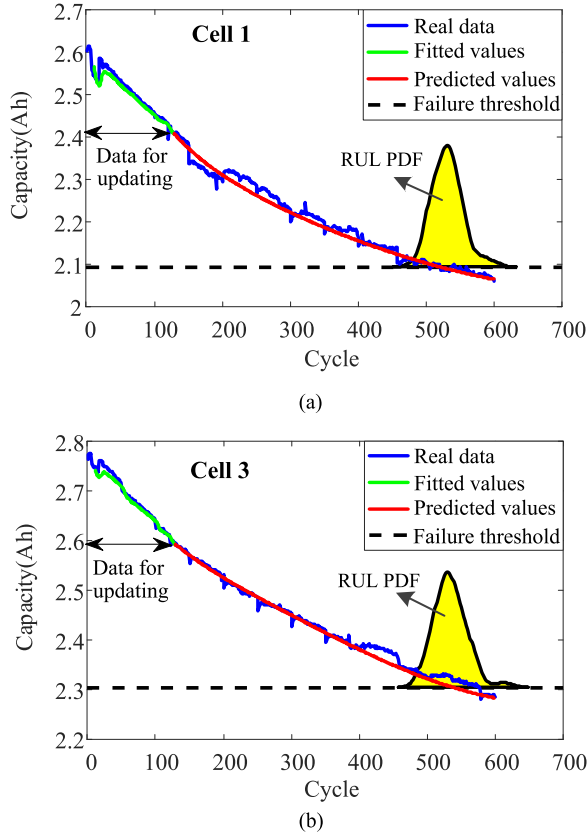 Cell 1
Real data
Fitted values
Predicted values
Failure threshold
Capacity(Ah)
2.7
2.6
2.5
2.4
2.3
2.2
2.1
2
Data for
updating
RUL PDF
0 100 200 300 400 500 600 700
Cycle
(a)
Cell 3
Real data
Fitted values
Predicted values
Failure threshold
Capacity(Ah)
2.8
2.7
2.6
2.5
2.4
2.3
2.2
Data for
updating
RUL PDF
0 100 200 300 400 500 600 700
Cycle
(b)